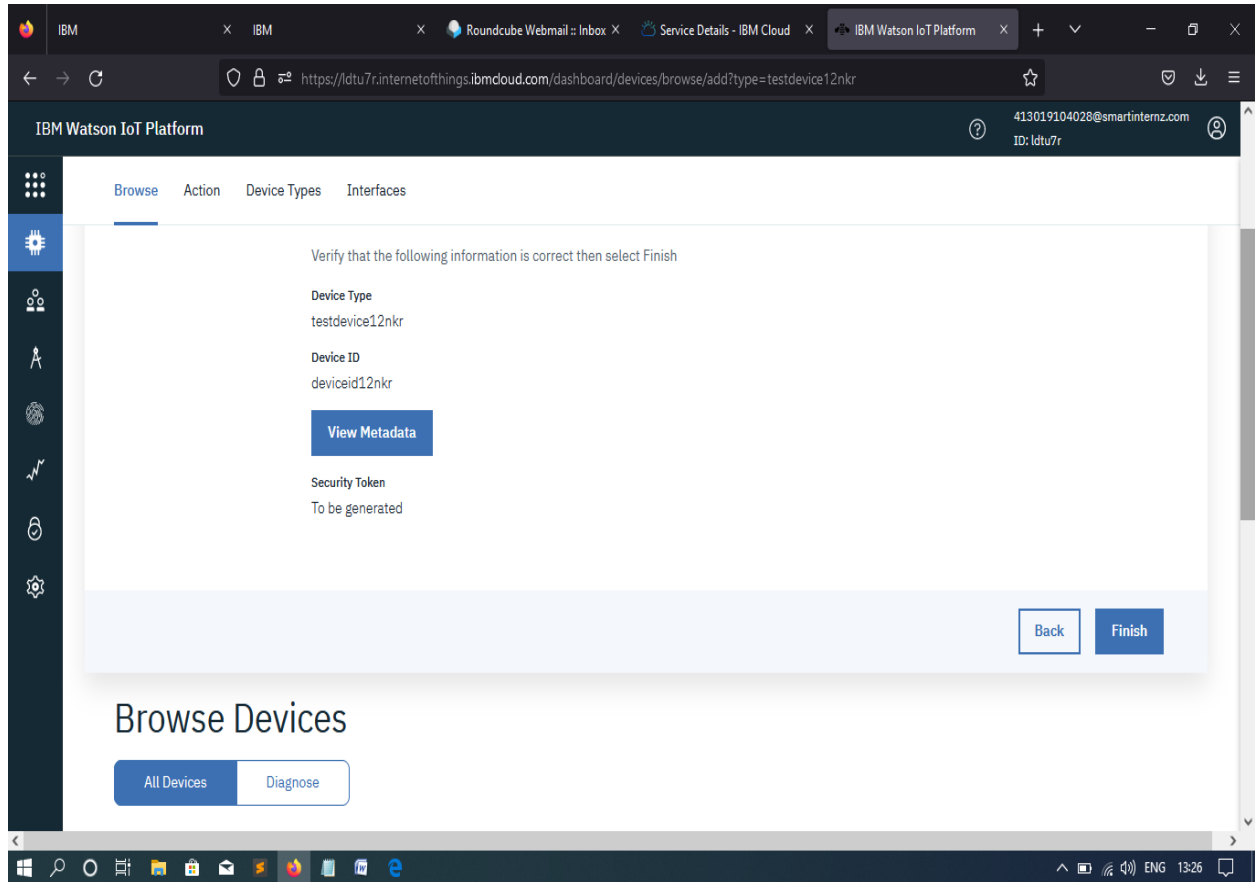 IBM
IBM
Roundcube Webmail :: Inbox
Service Details - IBM Cloud
IBM Watson IoT Platform
https://ldtu7r.internetofthings.ibmcloud.com/dashboard/devices/browse/add?type=testdevice12nkr
IBM Watson IoT Platform
413019104028@smartinternz.com
ID: ldtu7r
Browse Action Device Types Interfaces
Verify that the following information is correct then select Finish
Device Type
testdevice12nkr
Device ID
deviceid12nkr
View Metadata
Security Token
To be generated
Back Finish
Browse Devices
All Devices Diagnose
ENG 13:26